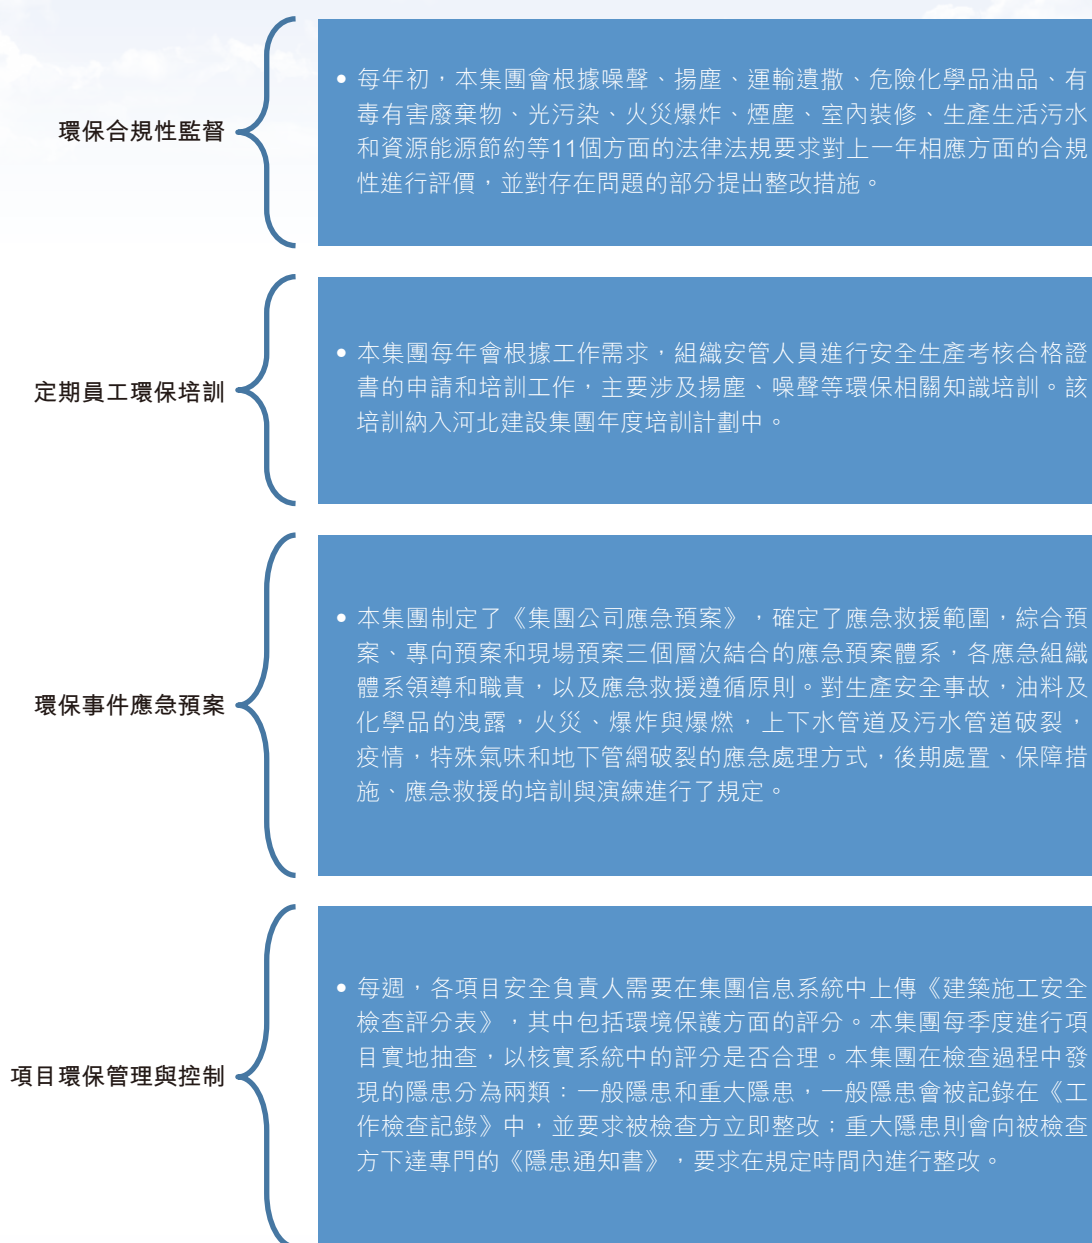 環保合規性監督
• 每年初，本集團會根據噪聲、揚塵、運輸遺撒、危險化學品油品、有
毒有害廢棄物、光污染、火災爆炸、煙塵、室內裝修、生產生活污水
和資源能源節約等11個方面的法律法規要求對上一年相應方面的合規
性進行評價，並對存在問題的部分提出整改措施。
定期員工環保培訓
• 本集團每年會根據工作需求，組織安管人員進行安全生產考核合格證
書的申請和培訓工作，主要涉及揚塵、噪聲等環保相關知識培訓。該
培訓納入河北建設集團年度培訓計劃中。
環保事件應急預案
• 本集團制定了《集團公司應急預案》，確定了應急救援範圍，綜合預
案、專向預案和現場預案三個層次結合的應急預案體系，各應急組織
體系領導和職責，以及應急救援遵循原則。對生產安全事故，油料及
化學品的洩露，火災、爆炸與爆燃，上下水管道及污水管道破裂，
疫情，特殊氣味和地下管網破裂的應急處理方式，後期處置、保障措
施、應急救援的培訓與演練進行了規定。
項目環保管理與控制
• 每週，各項目安全負責人需要在集團信息系統中上傳《建築施工安全
檢查評分表》，其中包括環境保護方面的評分。本集團每季度進行項
目實地抽查，以核實系統中的評分是否合理。本集團在檢查過程中發
現的隱患分為兩類：一般隱患和重大隱患，一般隱患會被記錄在《工
作檢查記錄》中，並要求被檢查方立即整改；重大隱患則會向被檢查
方下達專門的《隱患通知書》，要求在規定時間內進行整改。